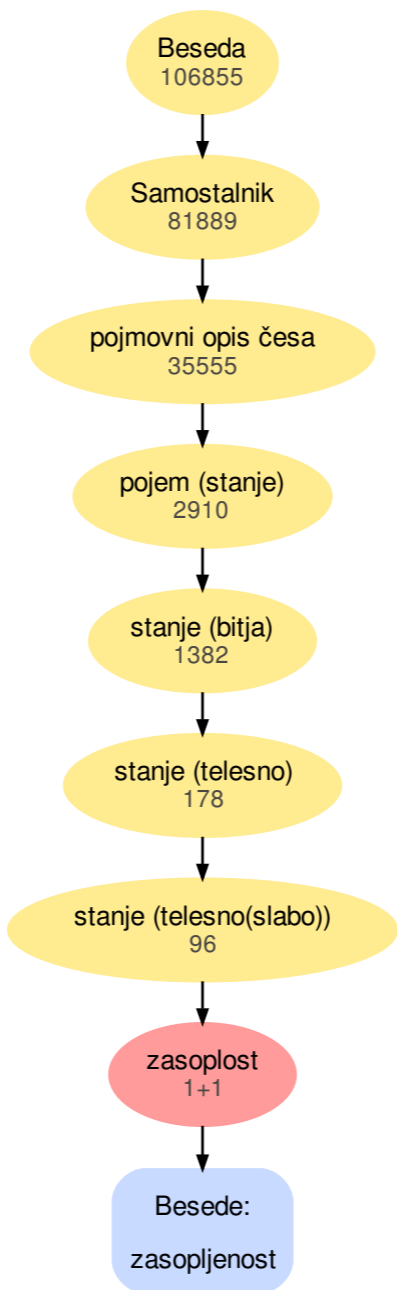 Beseda
106855
Samostalnik
81889
pojmovni opis česa
35555
pojem (stanje)
2910
stanje (bitja)
1382
stanje (telesno)
178
stanje (telesno(slabo))
96
zasoplost
1+1
Besede:
zasopljenost